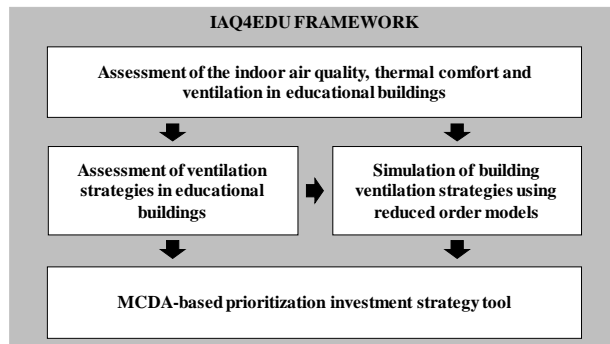 IAQ4EDU FRAMEWORK
Assessment of the indoor air quality, thermal comfort and
ventilation in educational buildings
Assessment of ventilation
strategies in educational
buildings
Simulation of building
ventilation strategies using
reduced order models
MCDA-based prioritization investment strategy tool